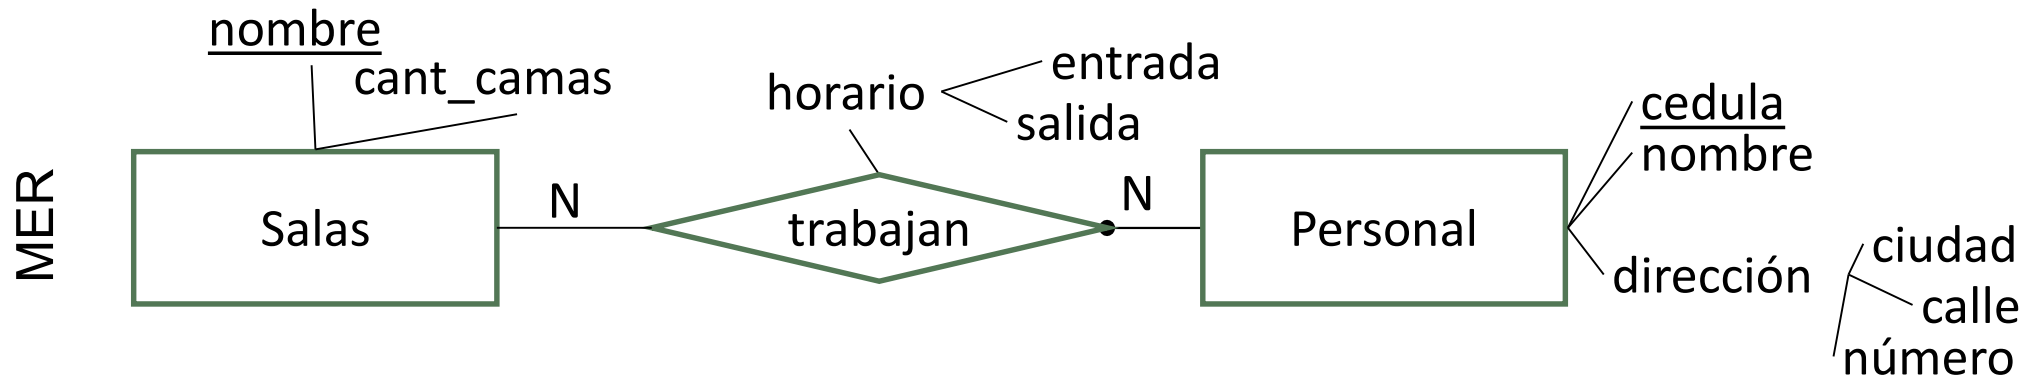 MER
nombre
cant_camas
Salas
N
horario
entrada
salida
trabajan
N
Personal
cedula
nombre
dirección
ciudad
calle
número